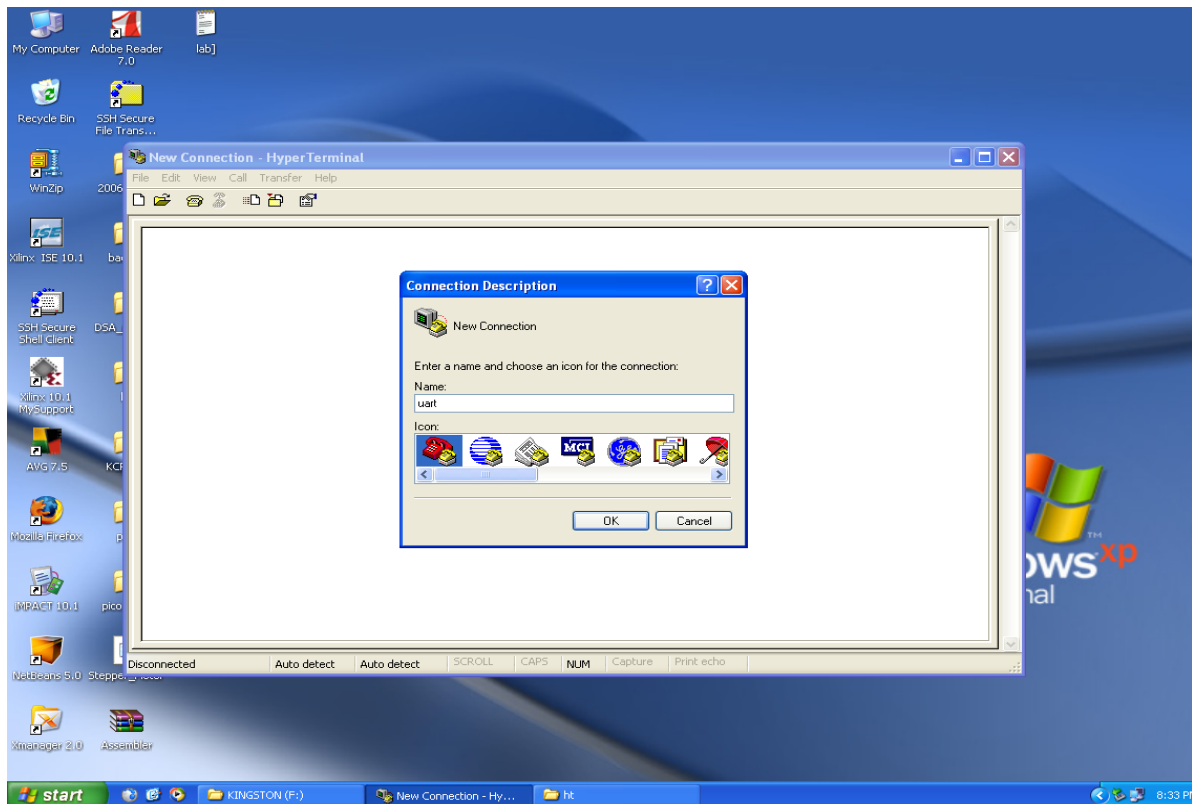 My Computer
Adobe Reader
7.0
lab]
Recycle Bin
SSH Secure
File Trans...
WinZip
2006
Xilinx ISE 10.1
ISE
SSH Secure
Shell Client
DSA_
Xilinx 10.1
MySupport
AVG 7.5
KCP
Mozilla Firefox
iMPACT 10.1
pico
NetBeans 5.0
Xmanager 2.0
Assembler
New Connection - HyperTerminal
File Edit View Call Transfer Help
Connection Description
New Connection
Enter a name and choose an icon for the connection:
Name:
uart
Icon:
MCI
OK
Cancel
Disconnected
Auto detect
Auto detect
SCROLL
CAPS
NUM
Capture
Print echo
TM
ows xp
nal
start
KINGSTON (F:)
New Connection - Hy...
ht
8:33 PM